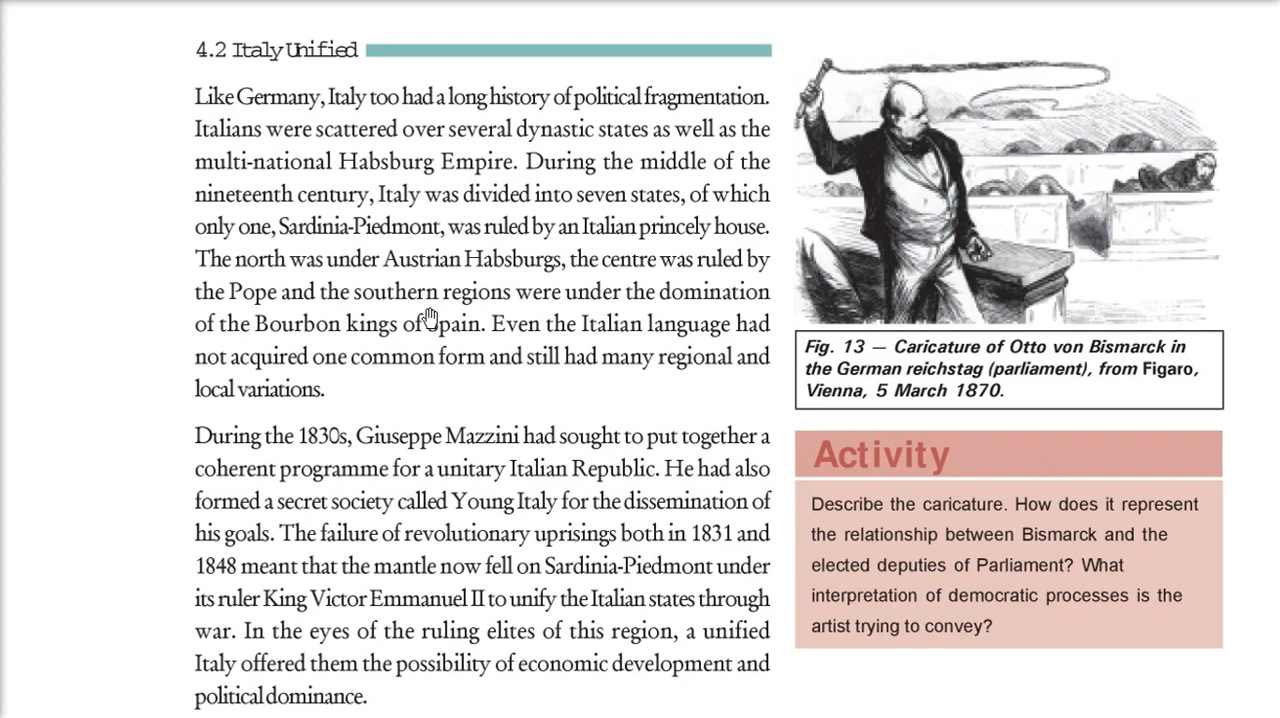 4.2 Italy Unified
Like Germany, Italy too had a long history of political fragmentation.
Italians were scattered over several dynastic states as well as the
multi-national Habsburg Empire. During the middle of the
nineteenth century, Italy was divided into seven states, of which
only one, Sardinia-Piedmont, was ruled by an Italian princely house.
The north was under Austrian Habsburgs, the centre was ruled by
the Pope and the southern regions were under the domination
of the Bourbon kings of Spain. Even the Italian language had
not acquired one common form and still had many regional and
local variations.
During the 1830s, Giuseppe Mazzini had sought to put together a
coherent programme for a unitary Italian Republic. He had also
formed a secret society called Young Italy for the dissemination of
his goals. The failure of revolutionary uprisings both in 1831 and
1848 meant that the mantle now fell on Sardinia-Piedmont under
its ruler King Victor Emmanuel II to unify the Italian states through
war. In the eyes of the ruling elites of this region, a unified
Italy offered them the possibility of economic development and
political dominance.
Fig. 13 — Caricature of Otto von Bismarck in
the German reichstag (parliament), from Figaro,
Vienna, 5 March 1870.
Activity
Describe the caricature. How does it represent
the relationship between Bismarck and the
elected deputies of Parliament? What
interpretation of democratic processes is the
artist trying to convey?